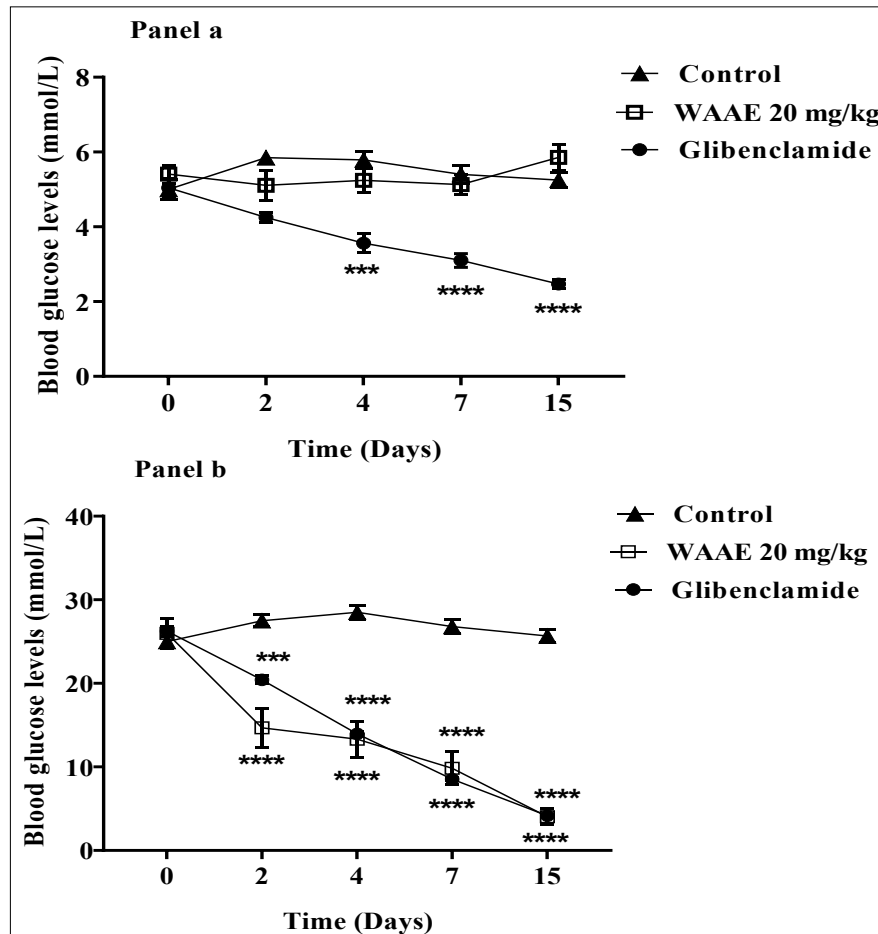 Panel a
Blood glucose levels (mmol/L)
8
6
4
2
0
***
****
****
0 2 4 7 15
Time (Days)
Control
WAAE 20 mg/kg
Glibenclamide
Panel b
Blood glucose levels (mmol/L)
40
30
20
10
0
***
****
****
****
****
****
****
****
0 2 4 7 15
Time (Days)
Control
WAAE 20 mg/kg
Glibenclamide